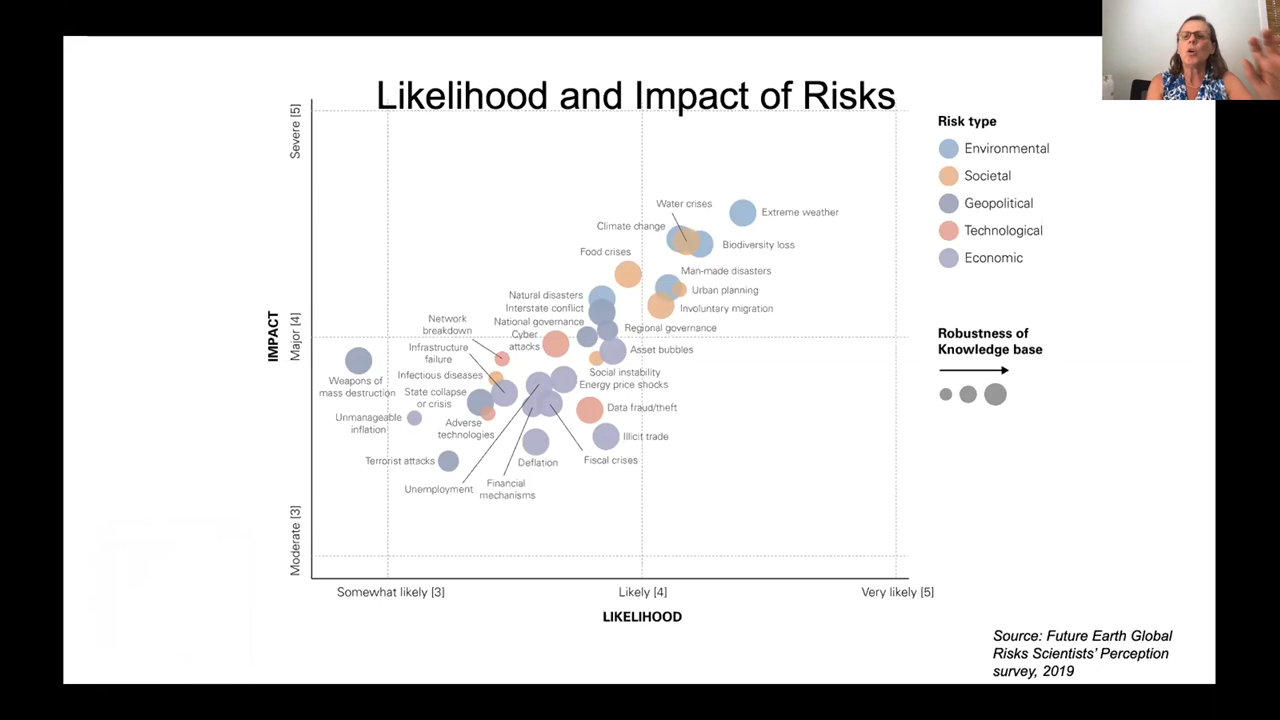 Likelihood and Impact of Risks
Severe [5]
IMPACT
Major [4]
Moderate [3]
Water crises
Extreme weather
Climate change
Biodiversity loss
Food crises
Man-made disasters
Urban planning
Natural disasters
Interstate conflict
Involuntary migration
National governance
Regional governance
Network
breakdown
Cyber
attacks
Asset bubbles
Infrastructure
failure
Infectious diseases
Social instability
Energy price shocks
Weapons of
mass destruction
State collapse
or crisis
Data fraud/theft
Unmanageable
inflation
Adverse
technologies
Illicit trade
Terrorist attacks
Deflation
Fiscal crises
Unemployment
Financial
mechanisms
Somewhat likely [3]
Likely [4]
Very likely [5]
LIKELIHOOD
Risk type
Environmental
Societal
Geopolitical
Technological
Economic
Robustness of
Knowledge base
Source: Future Earth Global
Risks Scientists' Perception
survey, 2019